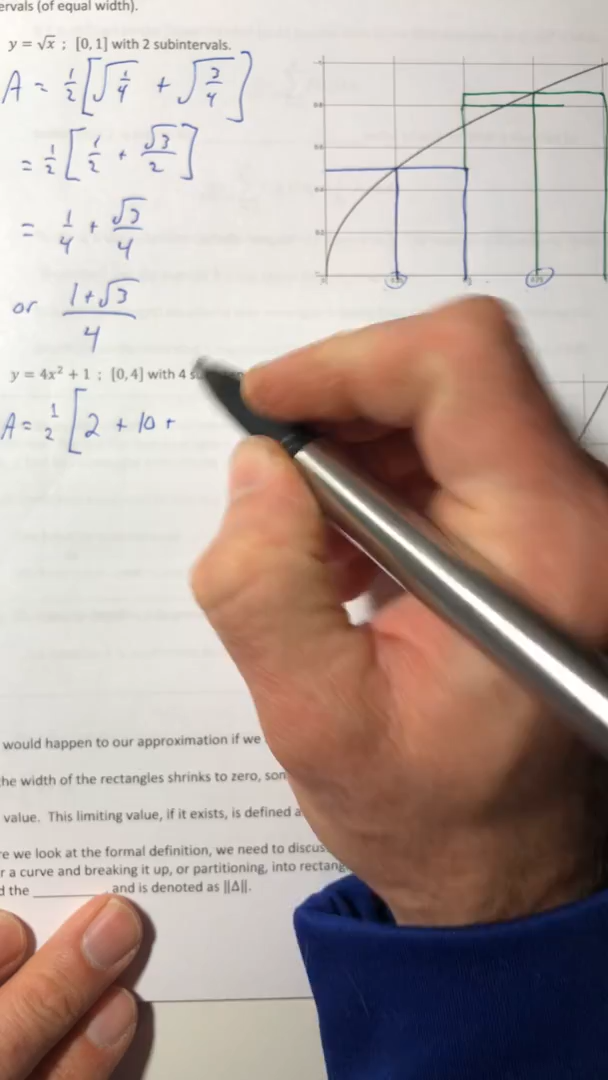 ervals (of equal width).
y = √x ; [0, 1] with 2 subintervals.
A = 1/2 [√(1/4) + √(3/4)]
= 1/2 [1/2 + √3/2]
= 1/4 + √3/4
or (1+√3)/4
y = 4x² + 1 ; [0, 4] with 4
A = 1/2 [2 + 10 +
would happen to our approximation if we
he width of the rectangles shrinks to zero, som
value. This limiting value, if it exists, is defined a
re we look at the formal definition, we need to discus
r a curve and breaking it up, or partitioning, into rectang
d the ________ and is denoted as ||Δ||.